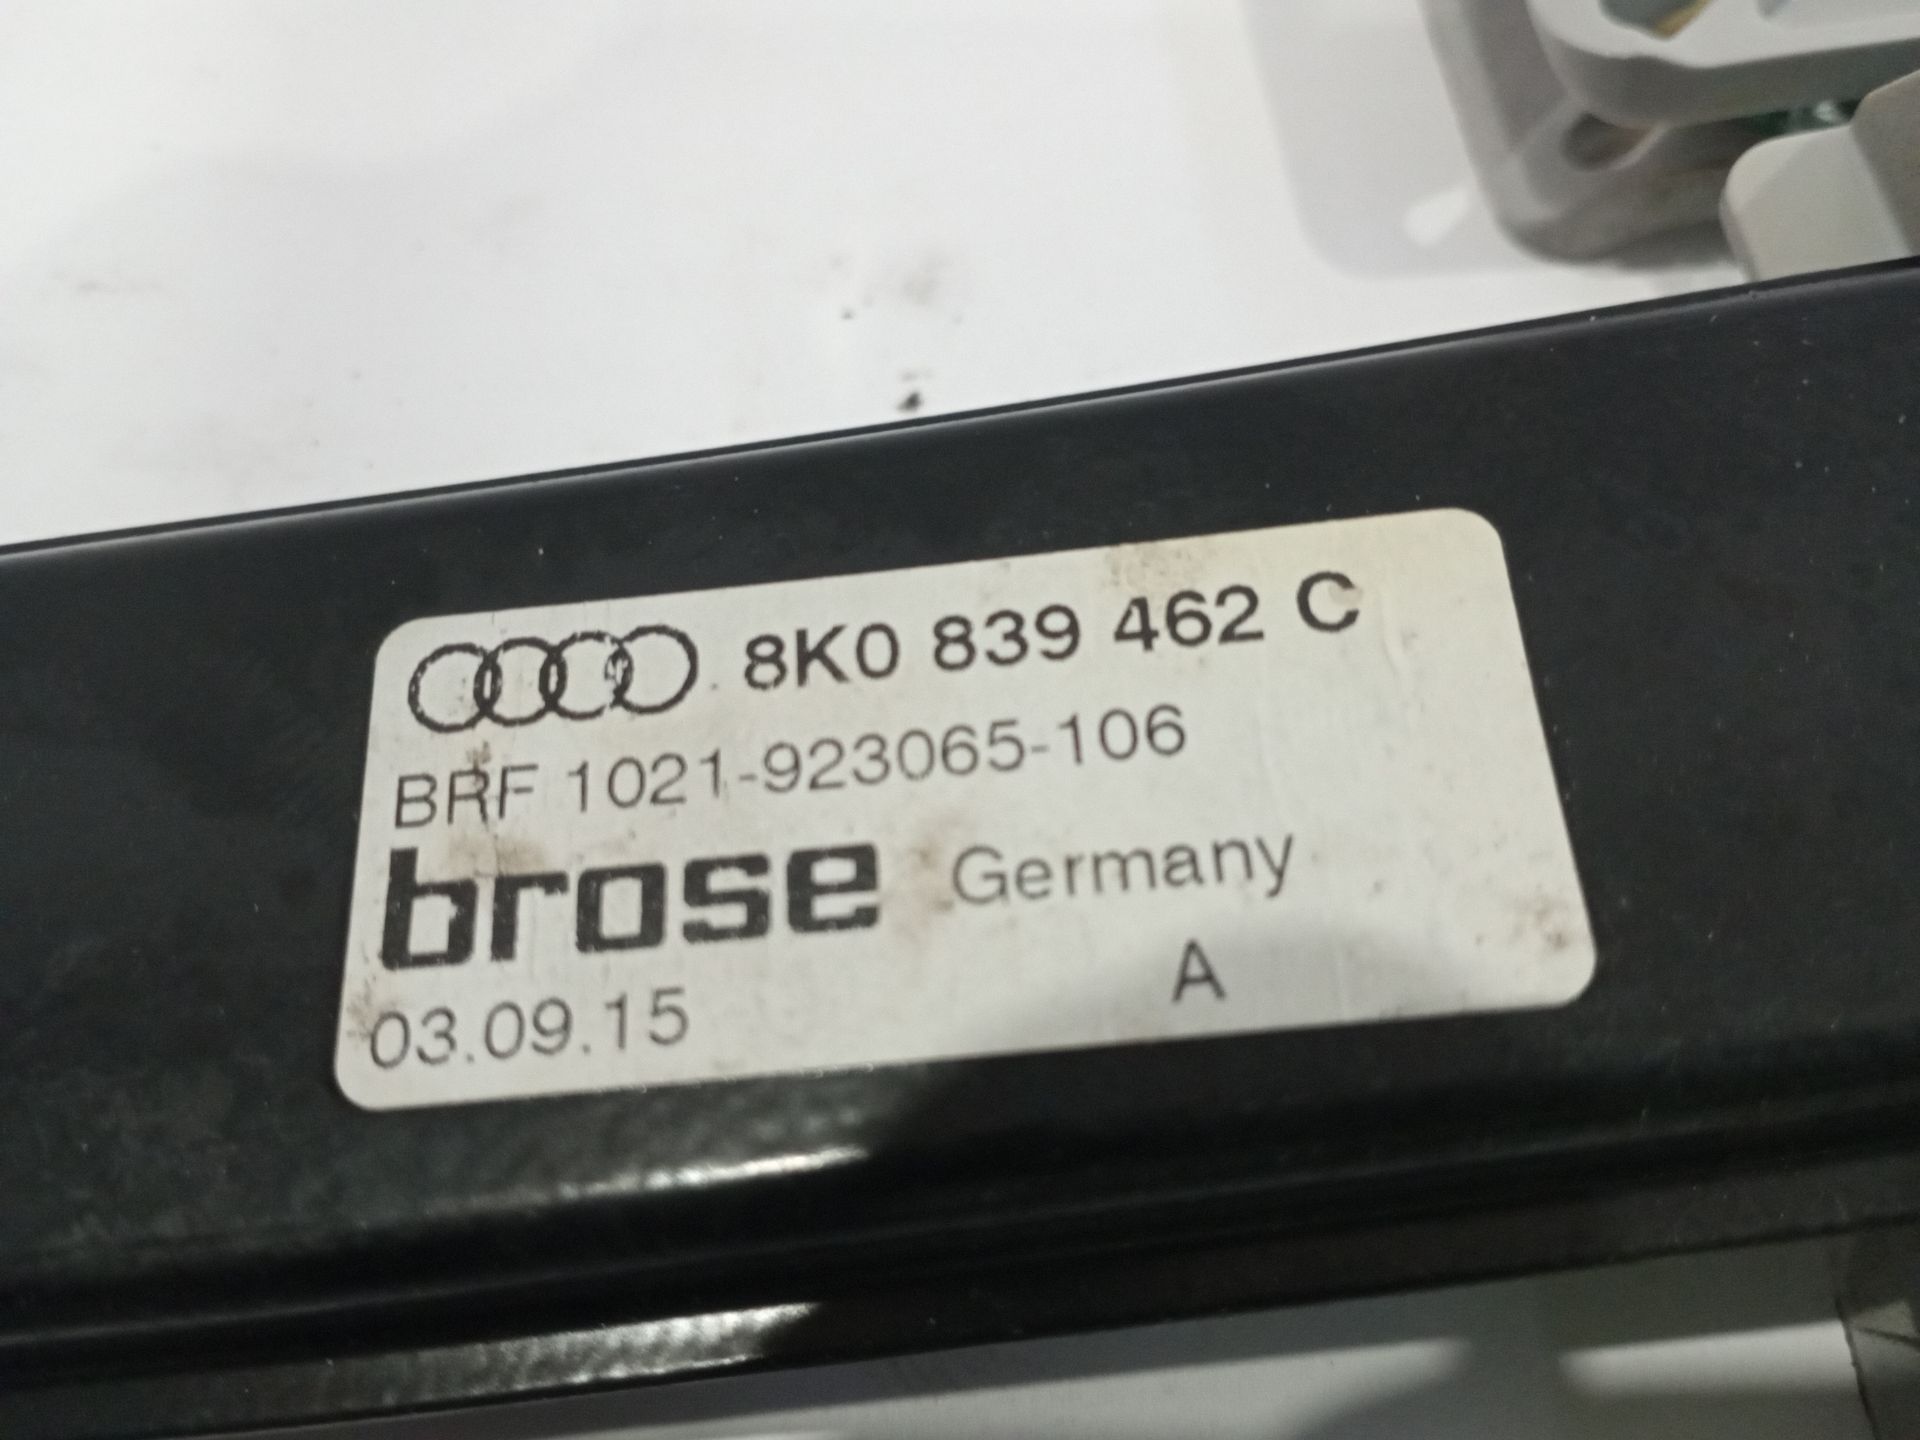 8K0 839 462 C
BRF 1021-923065-106
brose Germany
03.09.15 A